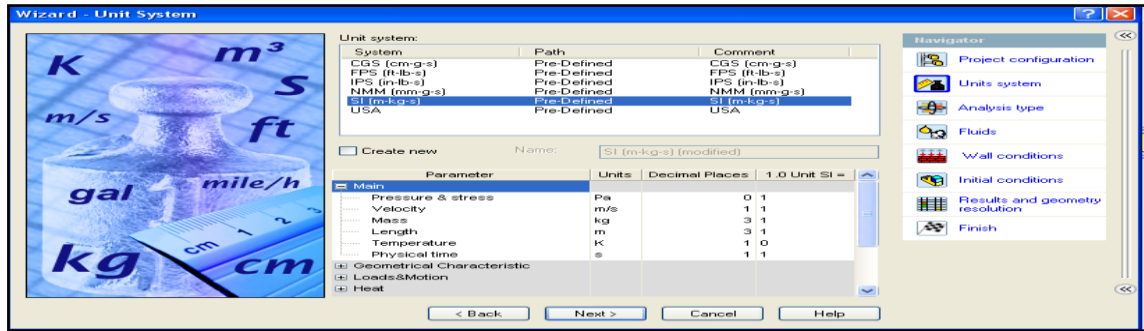 Wizard - Unit System
K
m³
s
m/s
ft
gal
mile/h
kg
cm 1 2 3
cm
Unit system:
System Path Comment
CGS (cm-g-s) Pre-Defined CGS (cm-g-s)
FPS (ft-lb-s) Pre-Defined FPS (ft-lb-s)
IPS (in-lb-s) Pre-Defined IPS (in-lb-s)
NMM (mm-g-s) Pre-Defined NMM (mm-g-s)
SI (m-kg-s) Pre-Defined SI (m-kg-s)
USA Pre-Defined USA
Create new Name: SI (m-kg-s) (modified)
Parameter Units Decimal Places 1.0 Unit SI =
Main
Pressure & stress Pa 0 1
Velocity m/s 1 1
Mass kg 3 1
Length m 3 1
Temperature K 1 0
Physical time s 1 1
Geometrical Characteristic
Loads&Motion
Heat
< Back Next > Cancel Help
Navigator
Project configuration
Units system
Analysis type
Fluids
Wall conditions
Initial conditions
Results and geometry
resolution
Finish